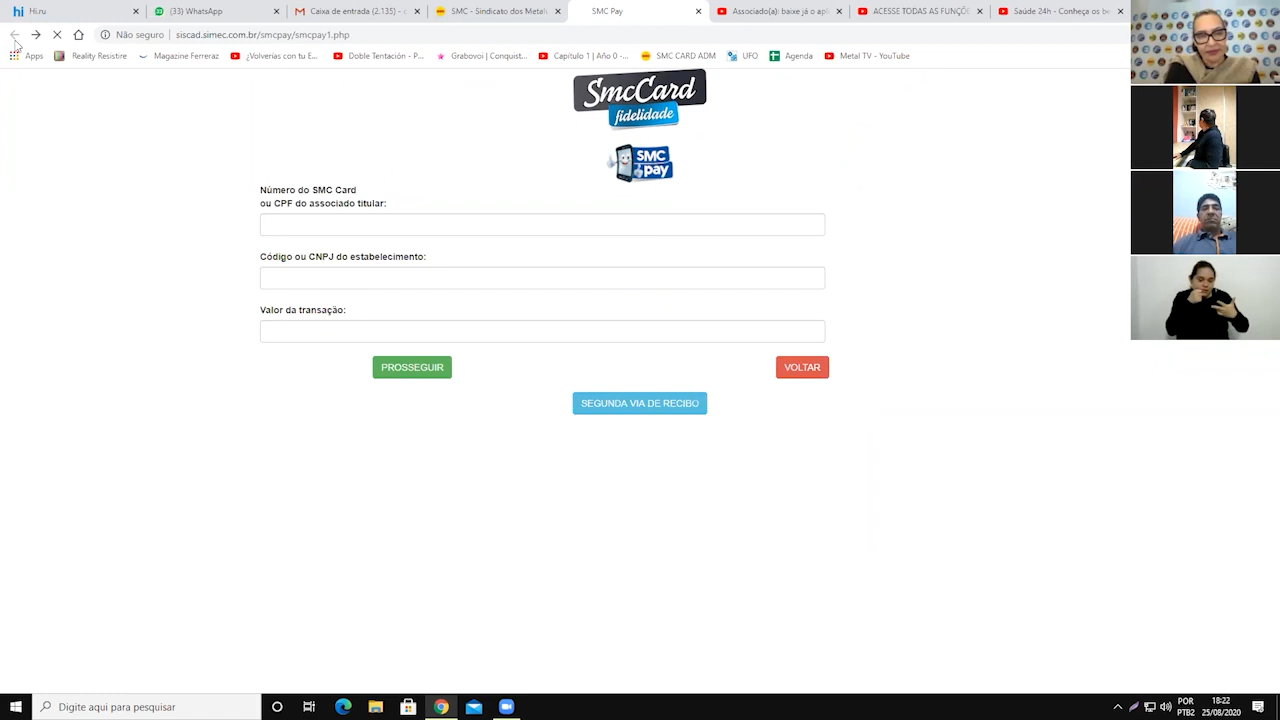 Hi.ru
(33) WhatsApp
Caixa de entrada (2.135) - c
SMC - Sindicato dos Metalú
SMC Pay
Associado(a): baixe já o apli
ACESSE TODAS AS FUNÇÕE
Saúde 24h - Conheça os be
Não seguro | siscad.simec.com.br/smcpay/smcpay1.php
Apps
Reality Resistire
Magazine Ferreraz
¿Volverías con tu E...
Doble Tentación - P...
Grabovoi | Conquist...
Capítulo 1 | Año 0 -...
SMC CARD ADM
UFO
Agenda
Metal TV - YouTube
SmcCard
fidelidade
SMC
pay
Número do SMC Card
ou CPF do associado titular:
Código ou CNPJ do estabelecimento:
Valor da transação:
PROSSEGUIR
VOLTAR
SEGUNDA VIA DE RECIBO
Digite aqui para pesquisar
POR
PTB2
18:22
25/08/2020